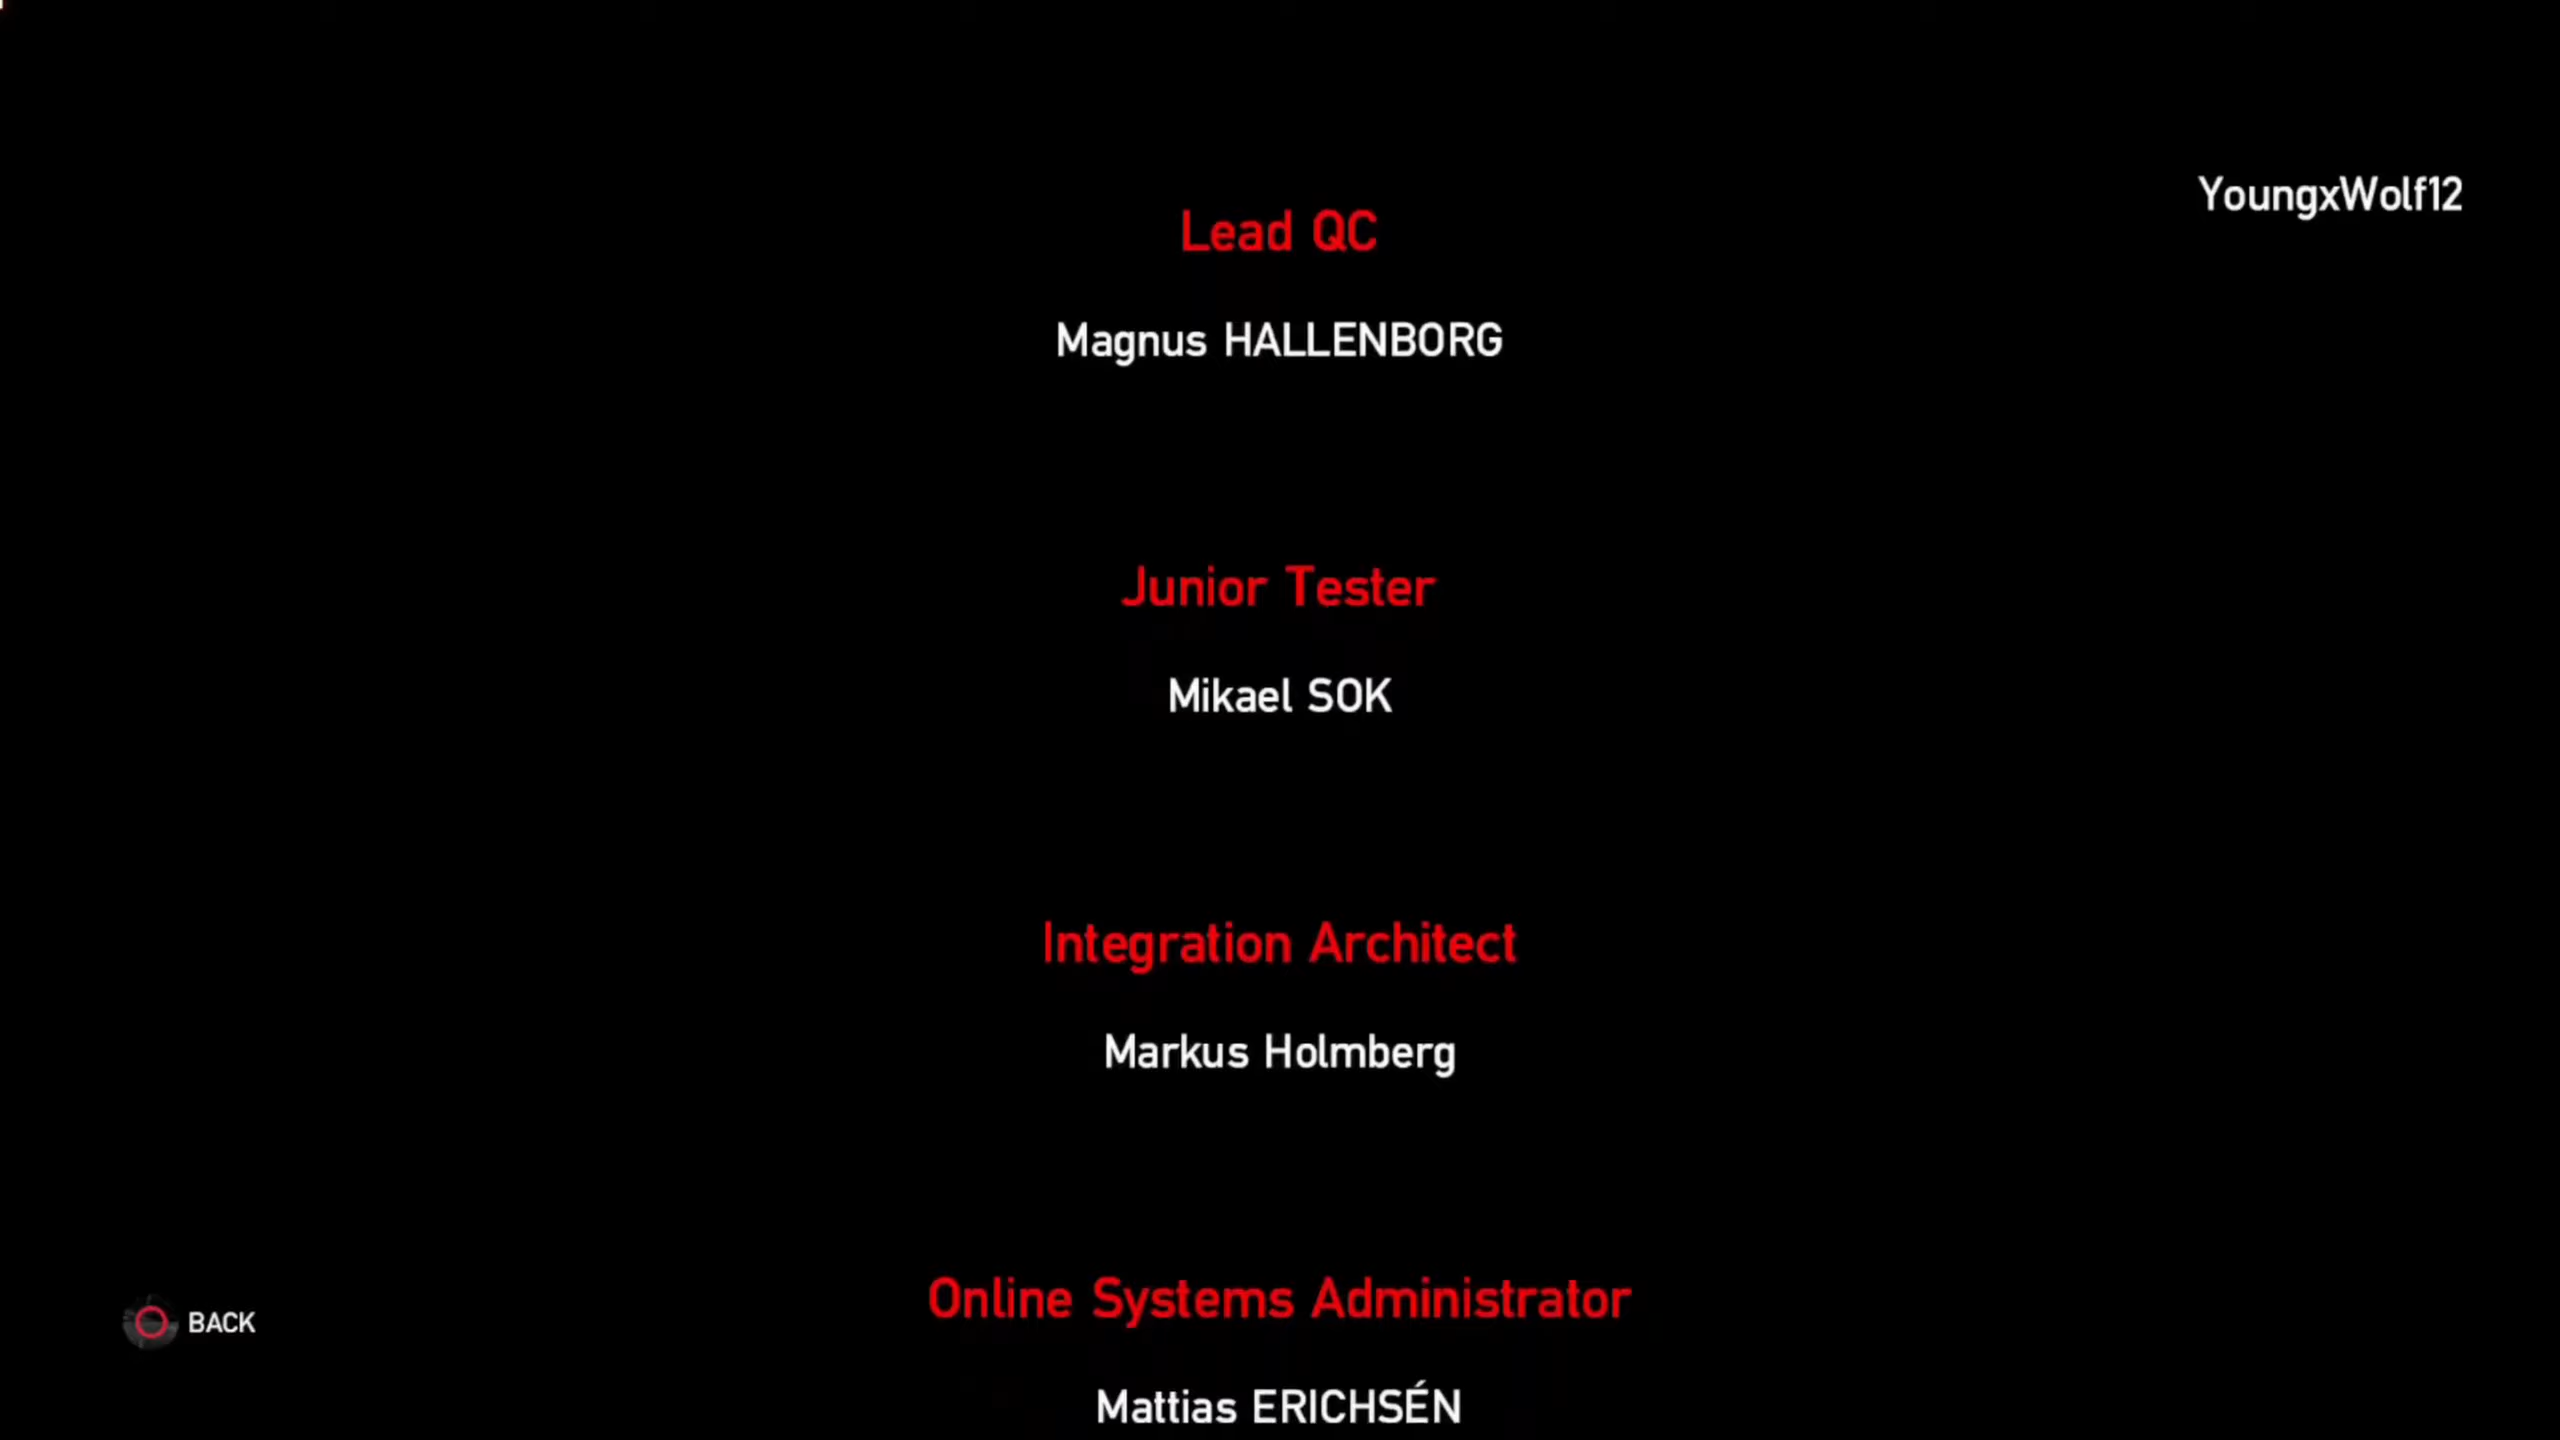 YoungxWolf12
Lead QC
Magnus HALLENBORG
Junior Tester
Mikael SOK
Integration Architect
Markus Holmberg
Online Systems Administrator
BACK
Mattias ERICHSÉN